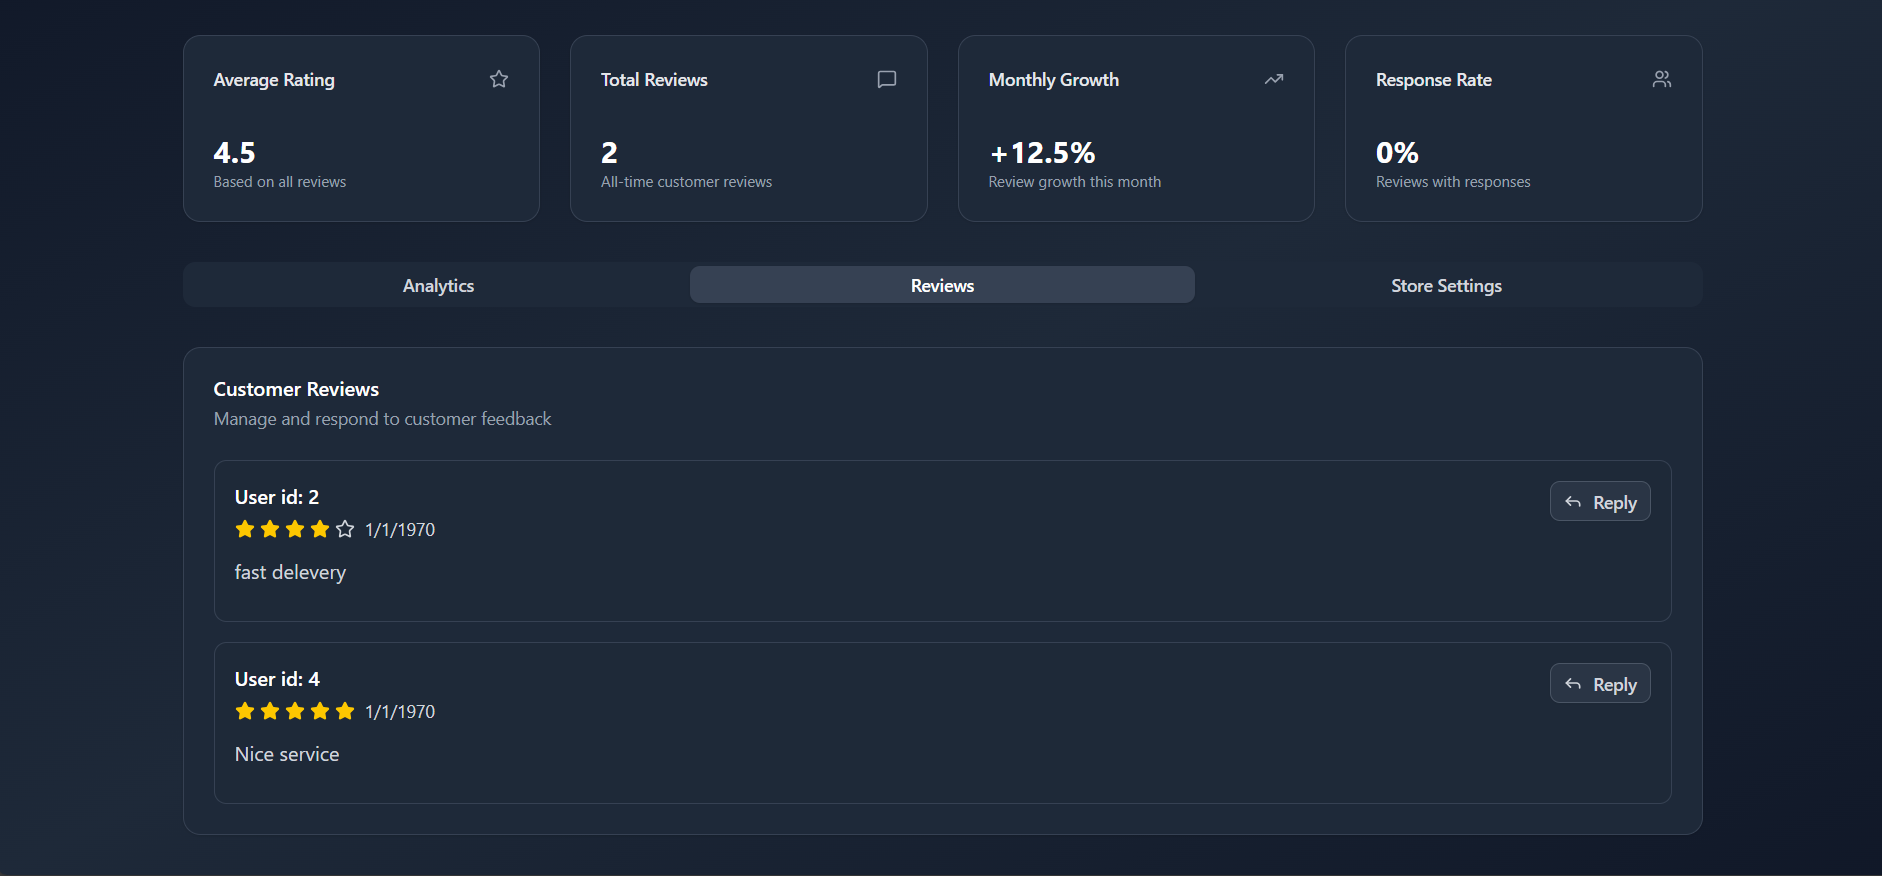 Average Rating
4.5
Based on all reviews
Total Reviews
2
All-time customer reviews
Monthly Growth
+12.5%
Review growth this month
Response Rate
0%
Reviews with responses
Analytics
Reviews
Store Settings
Customer Reviews
Manage and respond to customer feedback
User id: 2
Reply
1/1/1970
fast delevery
User id: 4
Reply
1/1/1970
Nice service